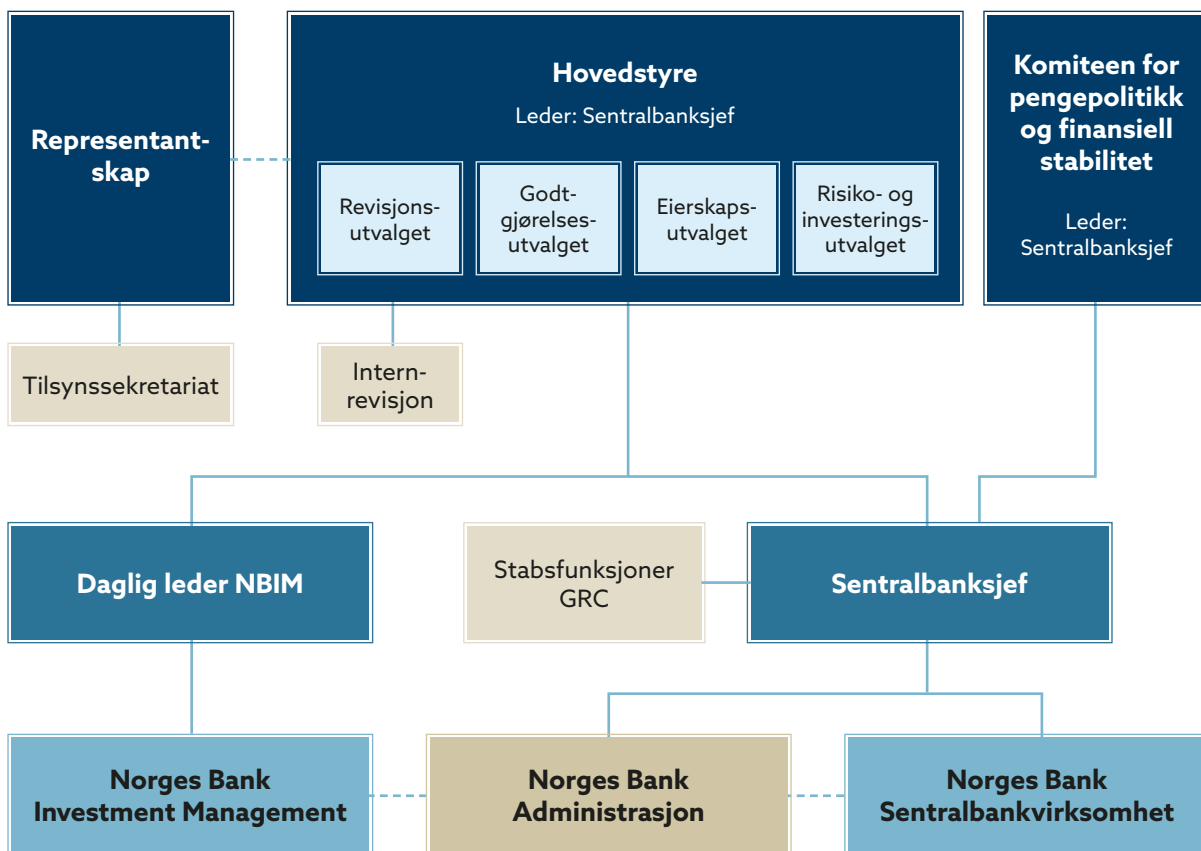 Representant-
skap
Hovedstyre
Leder: Sentralbanksjef
Revisjons-
utvalget
Godt-
gjørelses-
utvalget
Eierskaps-
utvalget
Risiko- og
investerings-
utvalget
Komiteen for
pengepolitikk
og finansiell
stabilitet
Leder:
Sentralbanksjef
Tilsynssekretariat
Intern-
revisjon
Daglig leder NBIM
Stabsfunksjoner
GRC
Sentralbanksjef
Norges Bank
Investment Management
Norges Bank
Administrasjon
Norges Bank
Sentralbankvirksomhet